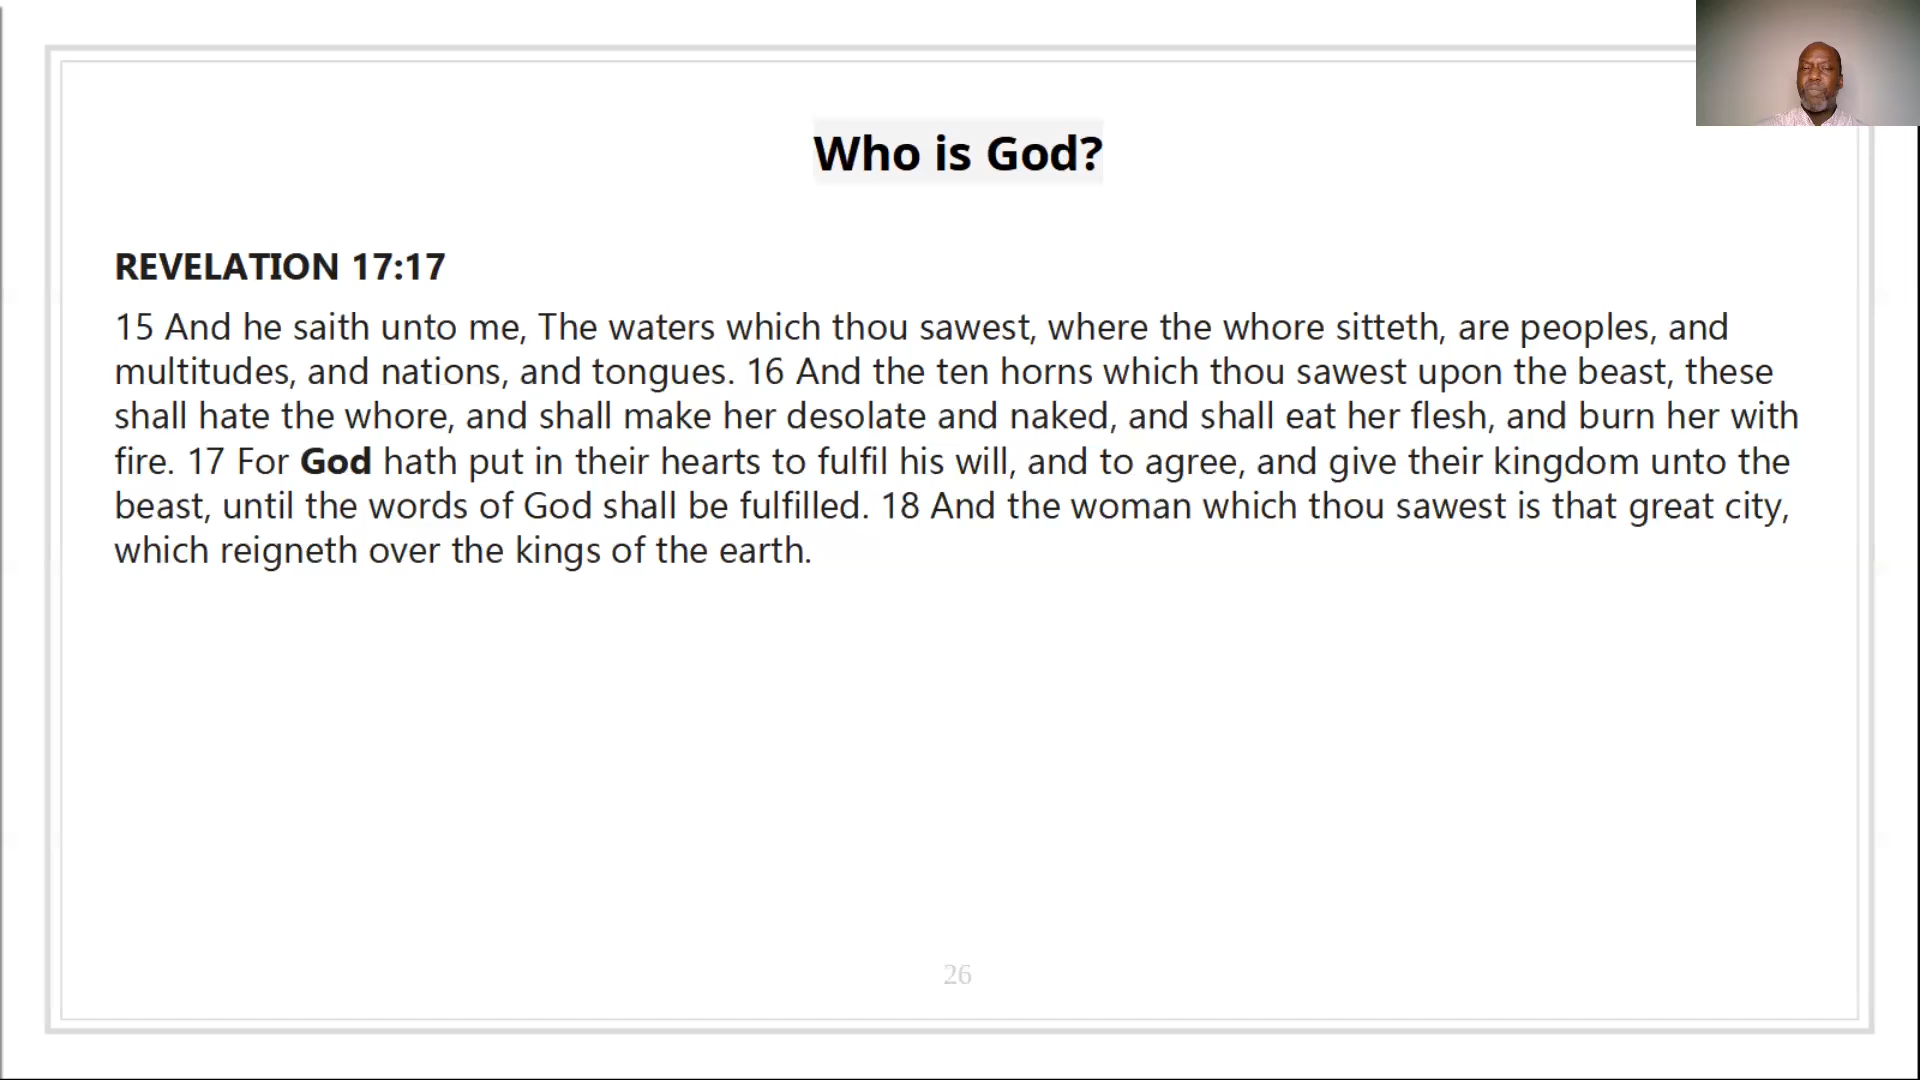 Who is God?
REVELATION 17:17
15 And he saith unto me, The waters which thou sawest, where the whore sitteth, are peoples, and
multitudes, and nations, and tongues. 16 And the ten horns which thou sawest upon the beast, these
shall hate the whore, and shall make her desolate and naked, and shall eat her flesh, and burn her with
fire. 17 For God hath put in their hearts to fulfil his will, and to agree, and give their kingdom unto the
beast, until the words of God shall be fulfilled. 18 And the woman which thou sawest is that great city,
which reigneth over the kings of the earth.
26